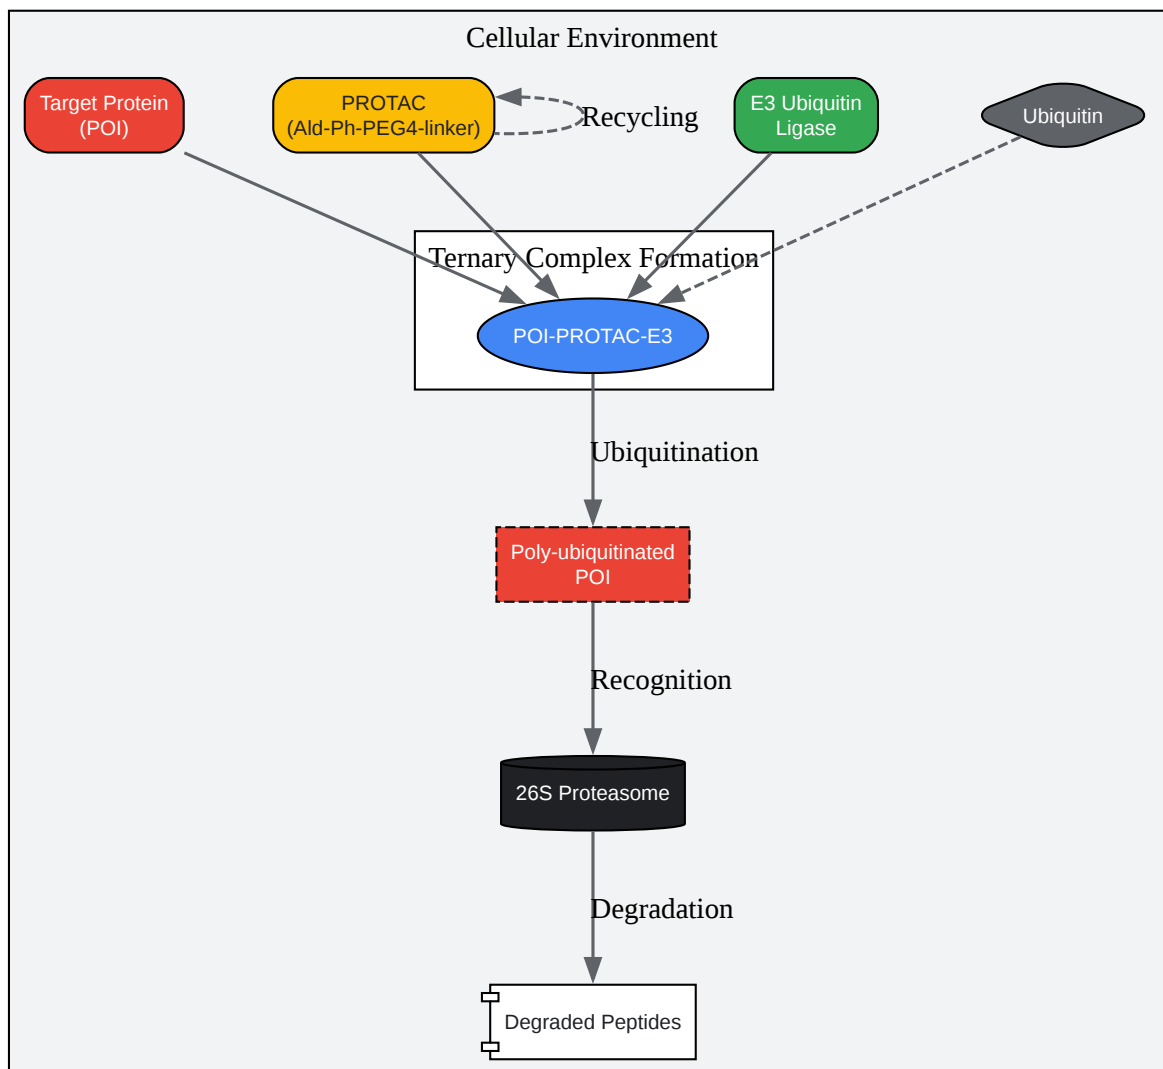 Cellular Environment
Target Protein
(POI)
PROTAC
(Ald-Ph-PEG4-linker)
Recycling
E3 Ubiquitin
Ligase
Ubiquitin
Ternary Complex Formation
POI-PROTAC-E3
Ubiquitination
Poly-ubiquitinated
POI
Recognition
26S Proteasome
Degradation
Degraded Peptides